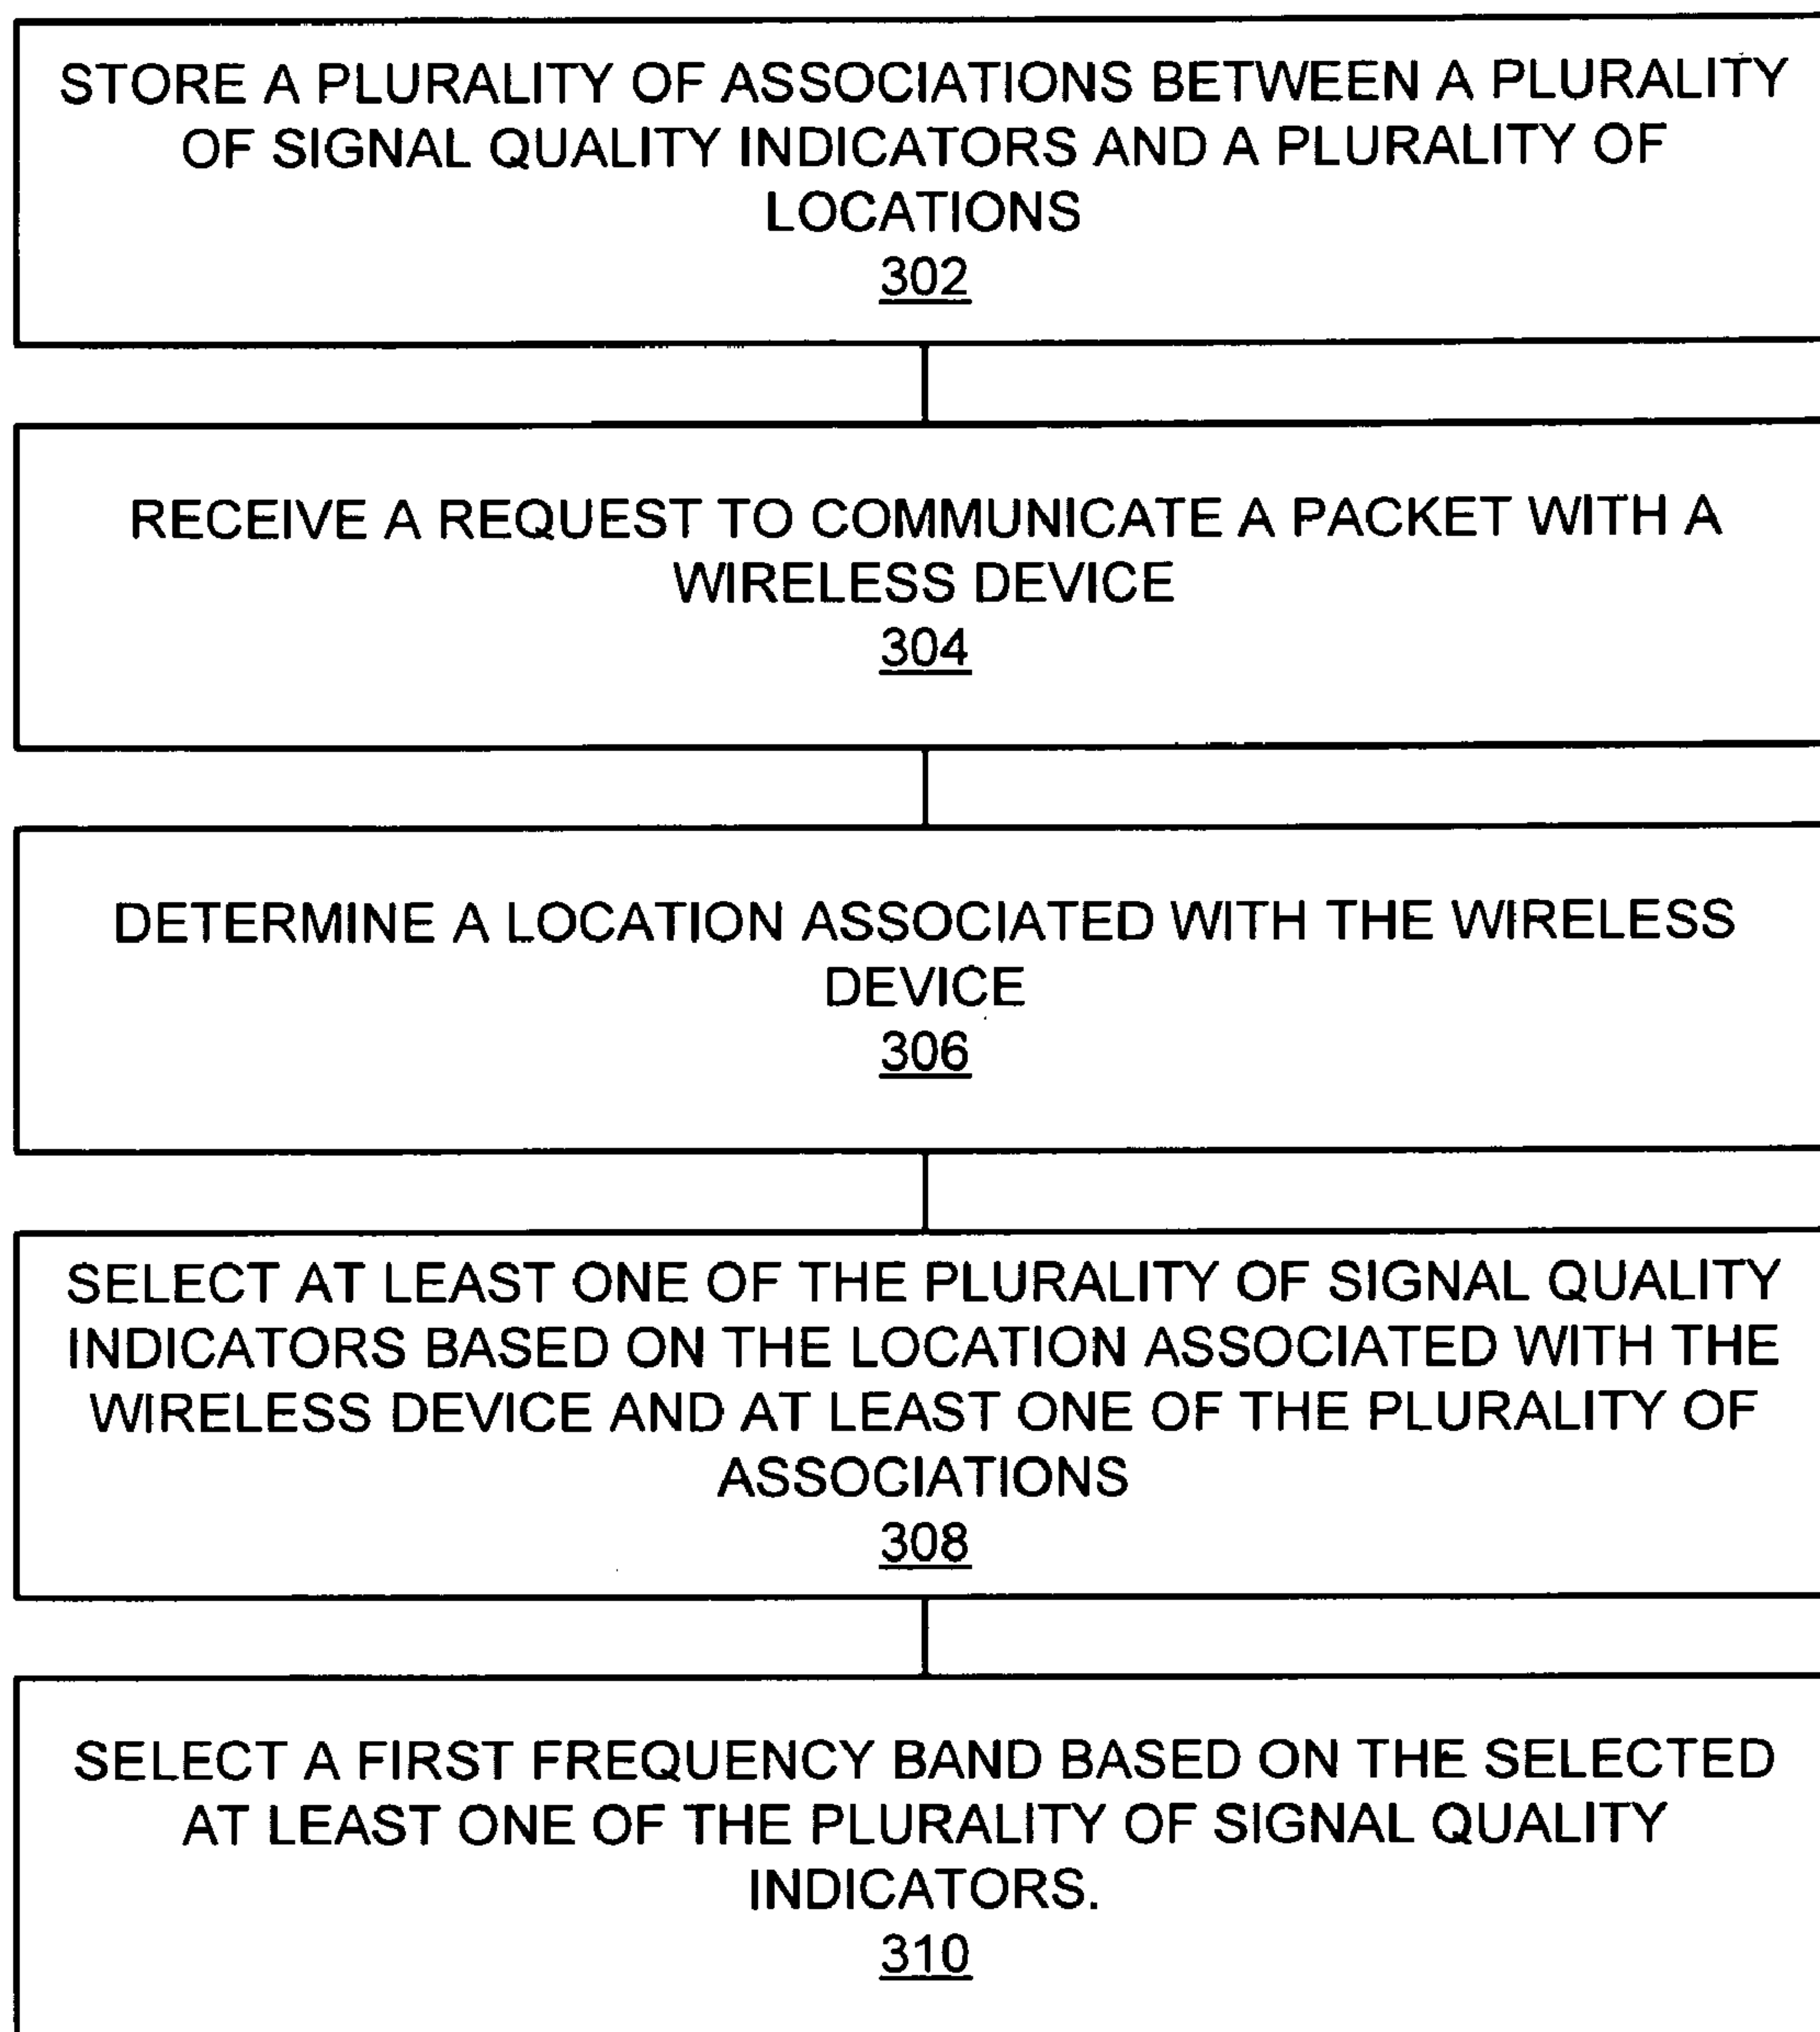 STORE A PLURALITY OF ASSOCIATIONS BETWEEN A PLURALITY
OF SIGNAL QUALITY INDICATORS AND A PLURALITY OF
LOCATIONS
302
RECEIVE A REQUEST TO COMMUNICATE A PACKET WITH A
WIRELESS DEVICE
304
DETERMINE A LOCATION ASSOCIATED WITH THE WIRELESS
DEVICE
306
SELECT AT LEAST ONE OF THE PLURALITY OF SIGNAL QUALITY
INDICATORS BASED ON THE LOCATION ASSOCIATED WITH THE
WIRELESS DEVICE AND AT LEAST ONE OF THE PLURALITY OF
ASSOCIATIONS
308
SELECT A FIRST FREQUENCY BAND BASED ON THE SELECTED
AT LEAST ONE OF THE PLURALITY OF SIGNAL QUALITY
INDICATORS.
310